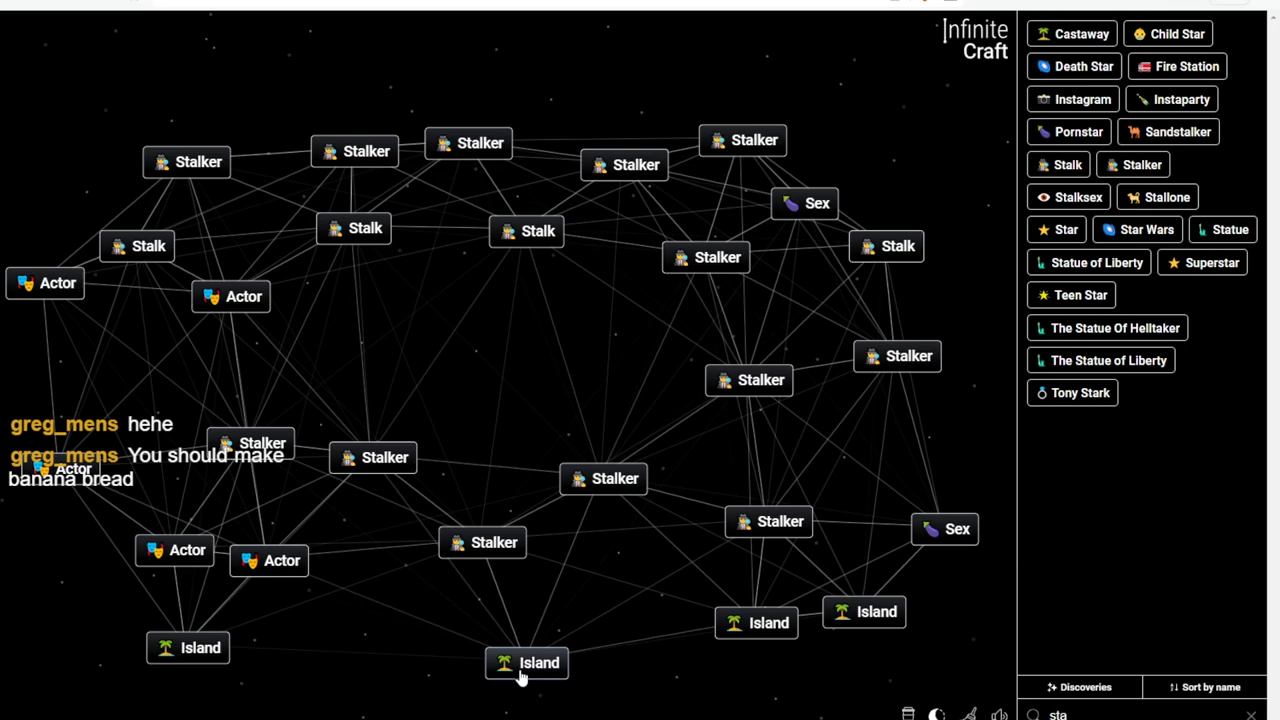 Infinite
Craft
Stalker
Stalker
Stalker
Stalker
Stalker
Sex
Stalk
Stalk
Stalk
Stalk
Stalker
Actor
Actor
Stalker
Stalker
greg_mens hehe
greg_mens You should make
banana bread
Stalker
Stalker
Actor
Stalker
Stalker
Sex
Stalker
Actor
Actor
Island
Island
Island
Island
Castaway
Child Star
Death Star
Fire Station
Instagram
Instaparty
Pornstar
Sandstalker
Stalk
Stalker
Stalksex
Stallone
Star
Star Wars
Statue
Statue of Liberty
Superstar
Teen Star
The Statue Of Helltaker
The Statue of Liberty
Tony Stark
Discoveries
Sort by name
sta